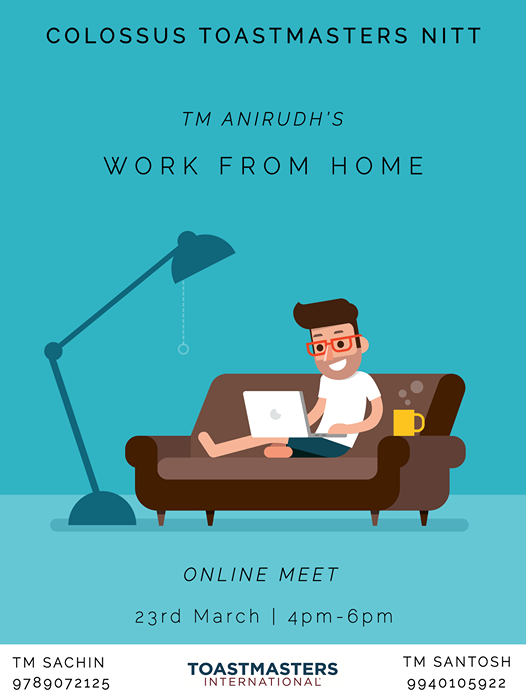 COLOSSUS TOASTMASTERS NITT
TM ANIRUDH'S
WORK FROM HOME
ONLINE MEET
23rd March | 4pm-6pm
TM SACHIN
9789072125
TOASTMASTERS
INTERNATIONAL
TM SANTOSH
9940105922